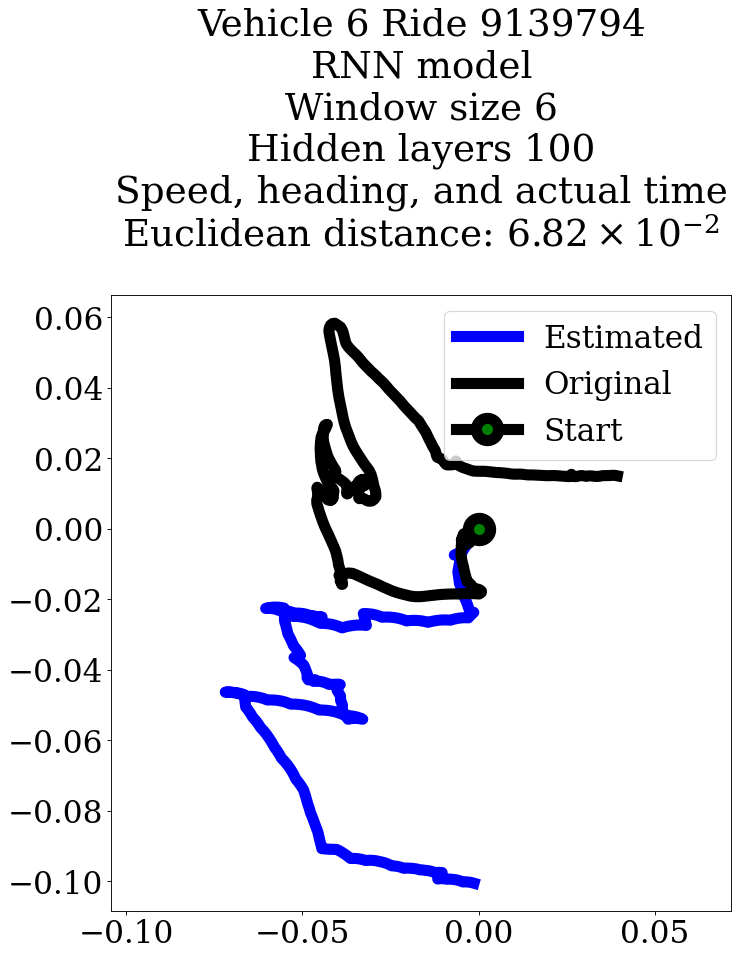 Vehicle 6 Ride 9139794
RNN model
Window size 6
Hidden layers 100
Speed, heading, and actual time
Euclidean distance: 6.82 × 10⁻²
Estimated
Original
Start
0.06
0.04
0.02
0.00
−0.02
−0.04
−0.06
−0.08
−0.10
−0.10 −0.05 0.00 0.05